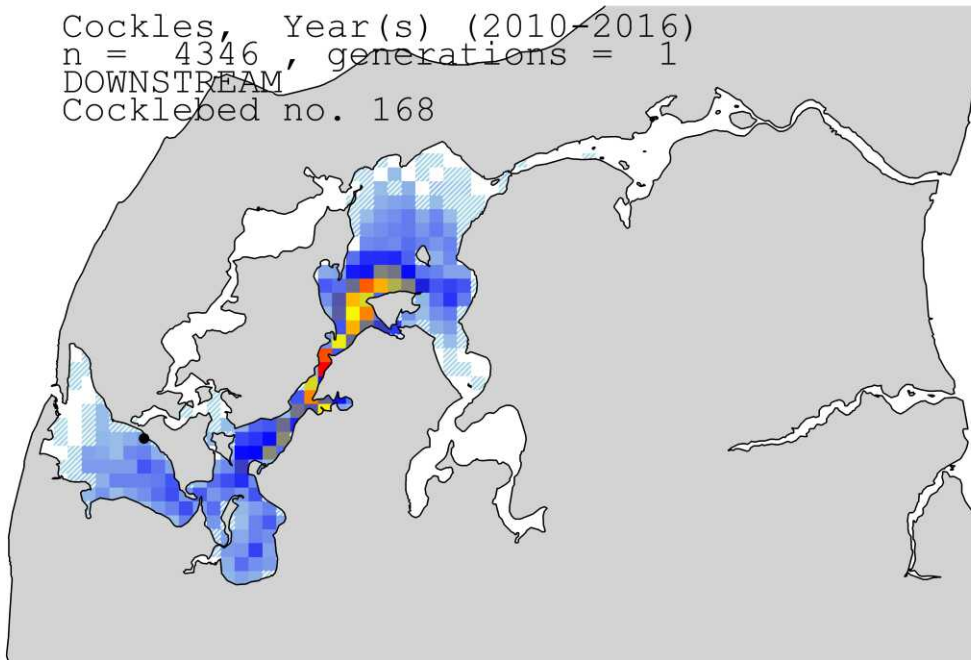 Cockles, Year(s) (2010-2016)
n = 4346 , generations = 1
DOWNSTREAM
Cocklebed no. 168